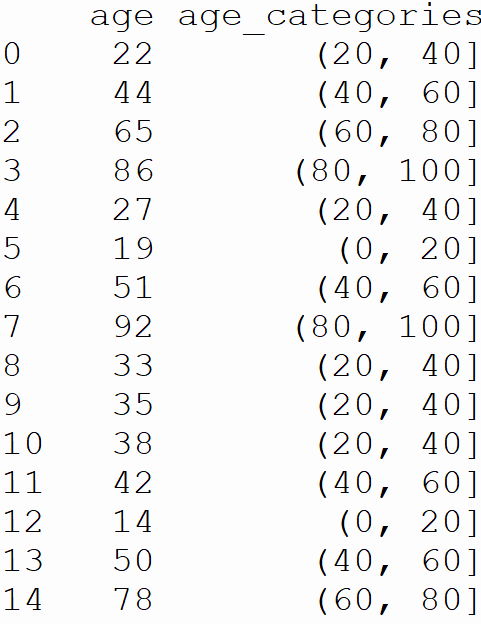 age age_categories
0 22 (20, 40]
1 44 (40, 60]
2 65 (60, 80]
3 86 (80, 100]
4 27 (20, 40]
5 19 (0, 20]
6 51 (40, 60]
7 92 (80, 100]
8 33 (20, 40]
9 35 (20, 40]
10 38 (20, 40]
11 42 (40, 60]
12 14 (0, 20]
13 50 (40, 60]
14 78 (60, 80]